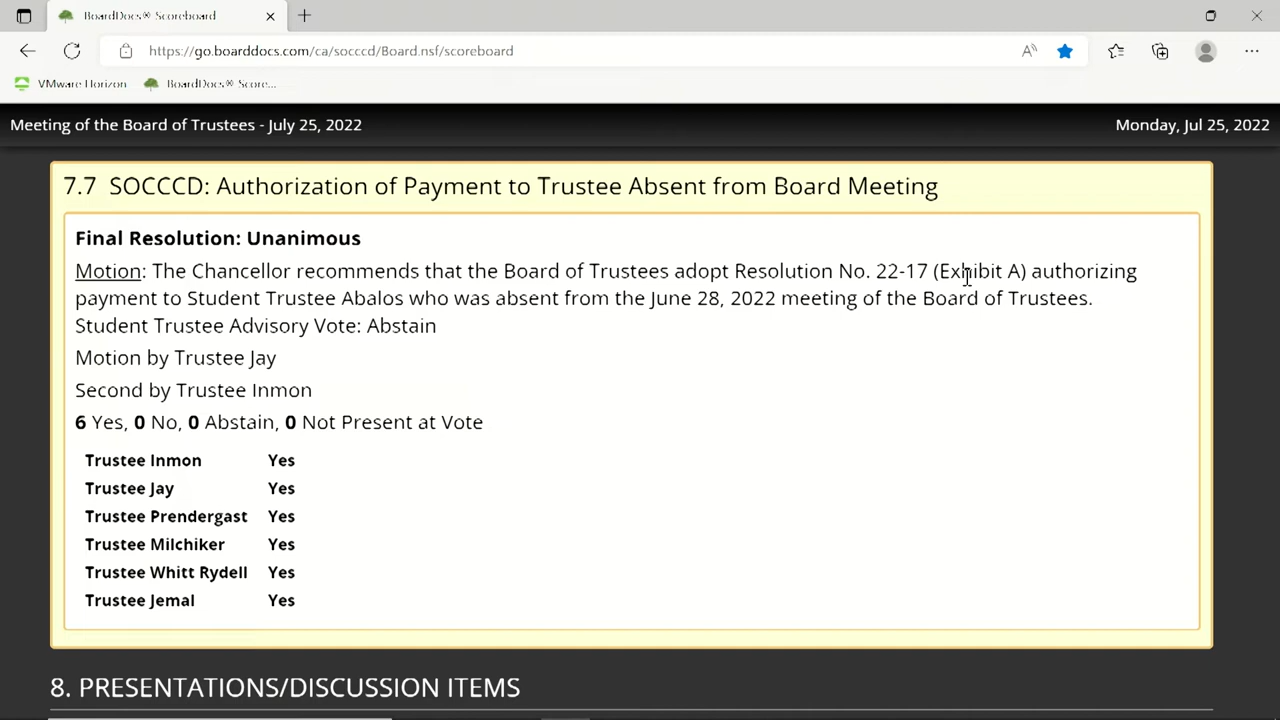 BoardDocs® Scoreboard
https://go.boarddocs.com/ca/socccd/Board.nsf/scoreboard
VMware Horizon BoardDocs® Score...
Meeting of the Board of Trustees - July 25, 2022 Monday, Jul 25, 2022
7.7 SOCCCD: Authorization of Payment to Trustee Absent from Board Meeting
Final Resolution: Unanimous
Motion: The Chancellor recommends that the Board of Trustees adopt Resolution No. 22-17 (Exhibit A) authorizing
payment to Student Trustee Abalos who was absent from the June 28, 2022 meeting of the Board of Trustees.
Student Trustee Advisory Vote: Abstain
Motion by Trustee Jay
Second by Trustee Inmon
6 Yes, 0 No, 0 Abstain, 0 Not Present at Vote
Trustee Inmon Yes
Trustee Jay Yes
Trustee Prendergast Yes
Trustee Milchiker Yes
Trustee Whitt Rydell Yes
Trustee Jemal Yes
8. PRESENTATIONS/DISCUSSION ITEMS